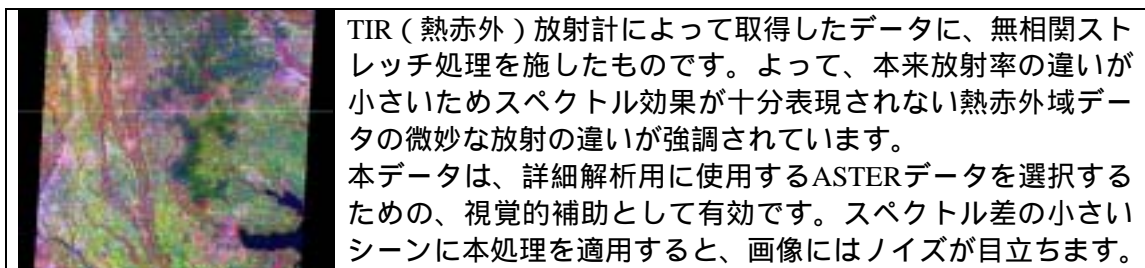 TIR（熱赤外）放射計によって取得したデータに、無相関スト
レッチ処理を施したものです。よって、本来放射率の違いが
小さいためスペクトル効果が十分表現されない熱赤外域デー
タの微妙な放射の違いが強調されています。
本データは、詳細解析用に使用するASTERデータを選択する
ための、視覚的補助として有効です。スペクトル差の小さい
シーンに本処理を適用すると、画像にはノイズが目立ちます。